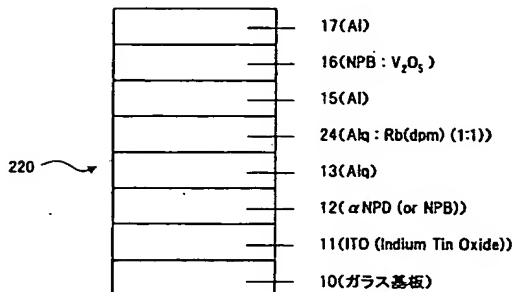 17(Al)
16(NPB : V₂O₅ )
15(Al)
24(Alq : Rb(dpm) (1:1))
220
13(Alq)
12(αNPD (or NPB))
11(ITO (Indium Tin Oxide))
10(ガラス基板)